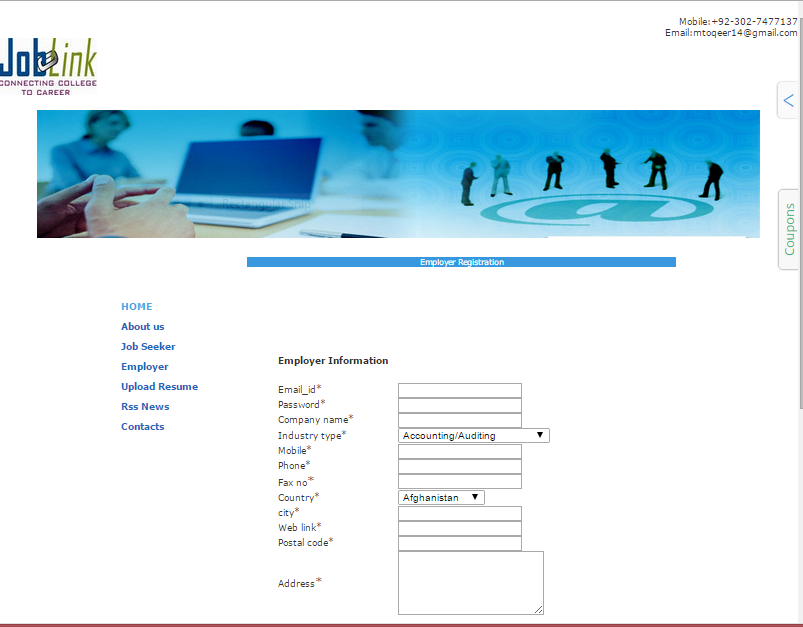 Mobile:+92-302-7477137
Email:mtoqeer14@gmail.com
JobLink
CONNECTING COLLEGE
TO CAREER
<
Coupons
Rectangular Snip
@
Employer Registration
HOME
About us
Job Seeker
Employer
Upload Resume
Rss News
Contacts
Employer Information
Email_id*
Password*
Company name*
Industry type* Accounting/Auditing
Mobile*
Phone*
Fax no*
Country* Afghanistan
city*
Web link*
Postal code*
Address*